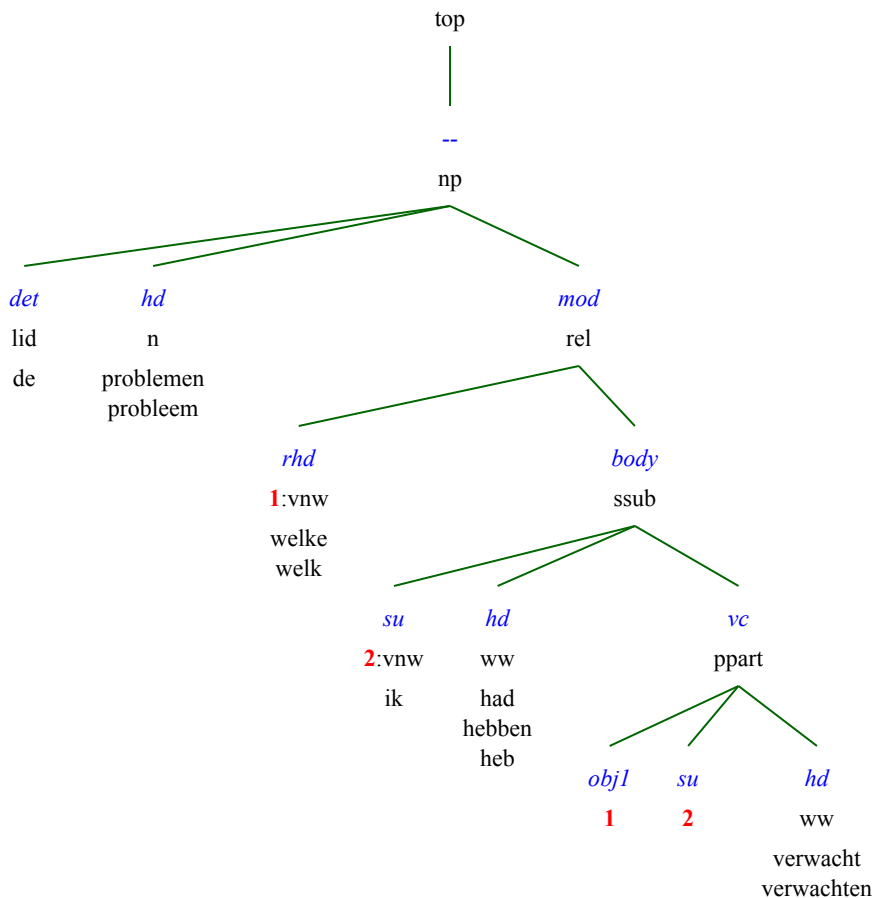 top
--
np
det hd mod
lid n rel
de problemen
probleem
rhd body
1:vnw ssub
welke
welk
su hd vc
2:vnw ww ppart
ik had
hebben
heb
obj1 su hd
1 2 ww
verwacht
verwachten